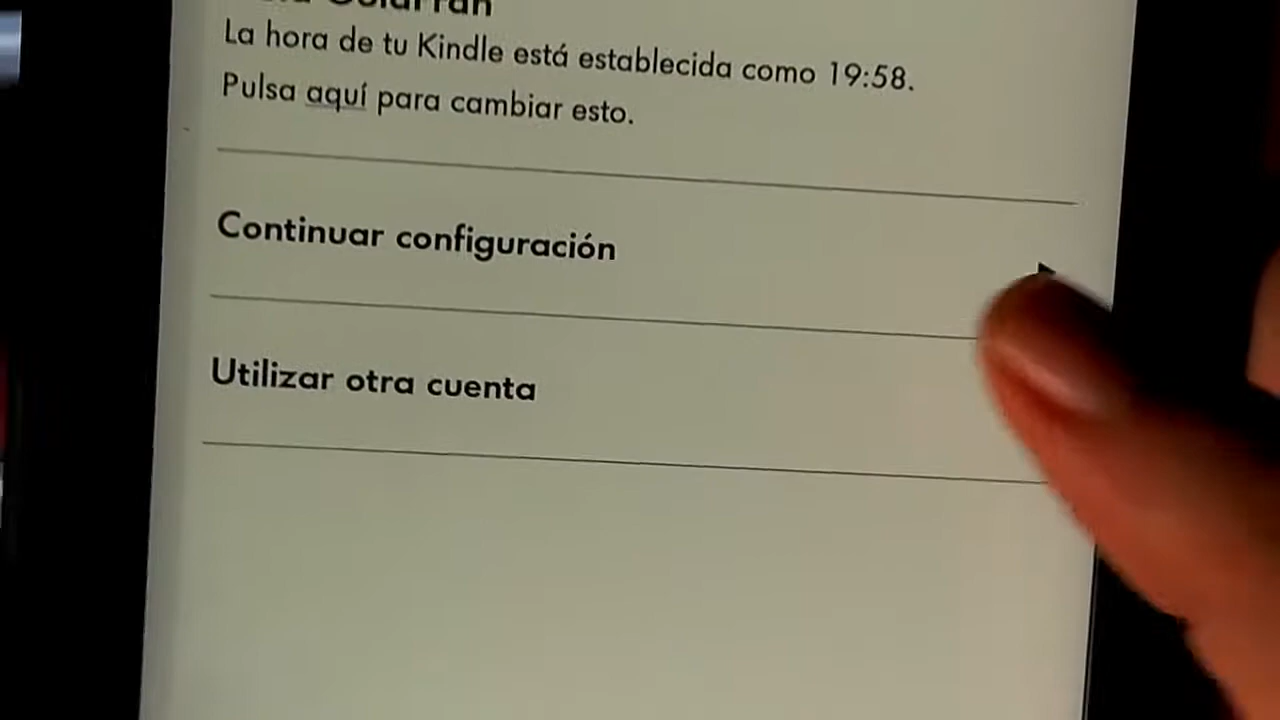 La hora de tu Kindle está establecida como 19:58.
Pulsa aquí para cambiar esto.
Continuar configuración
Utilizar otra cuenta